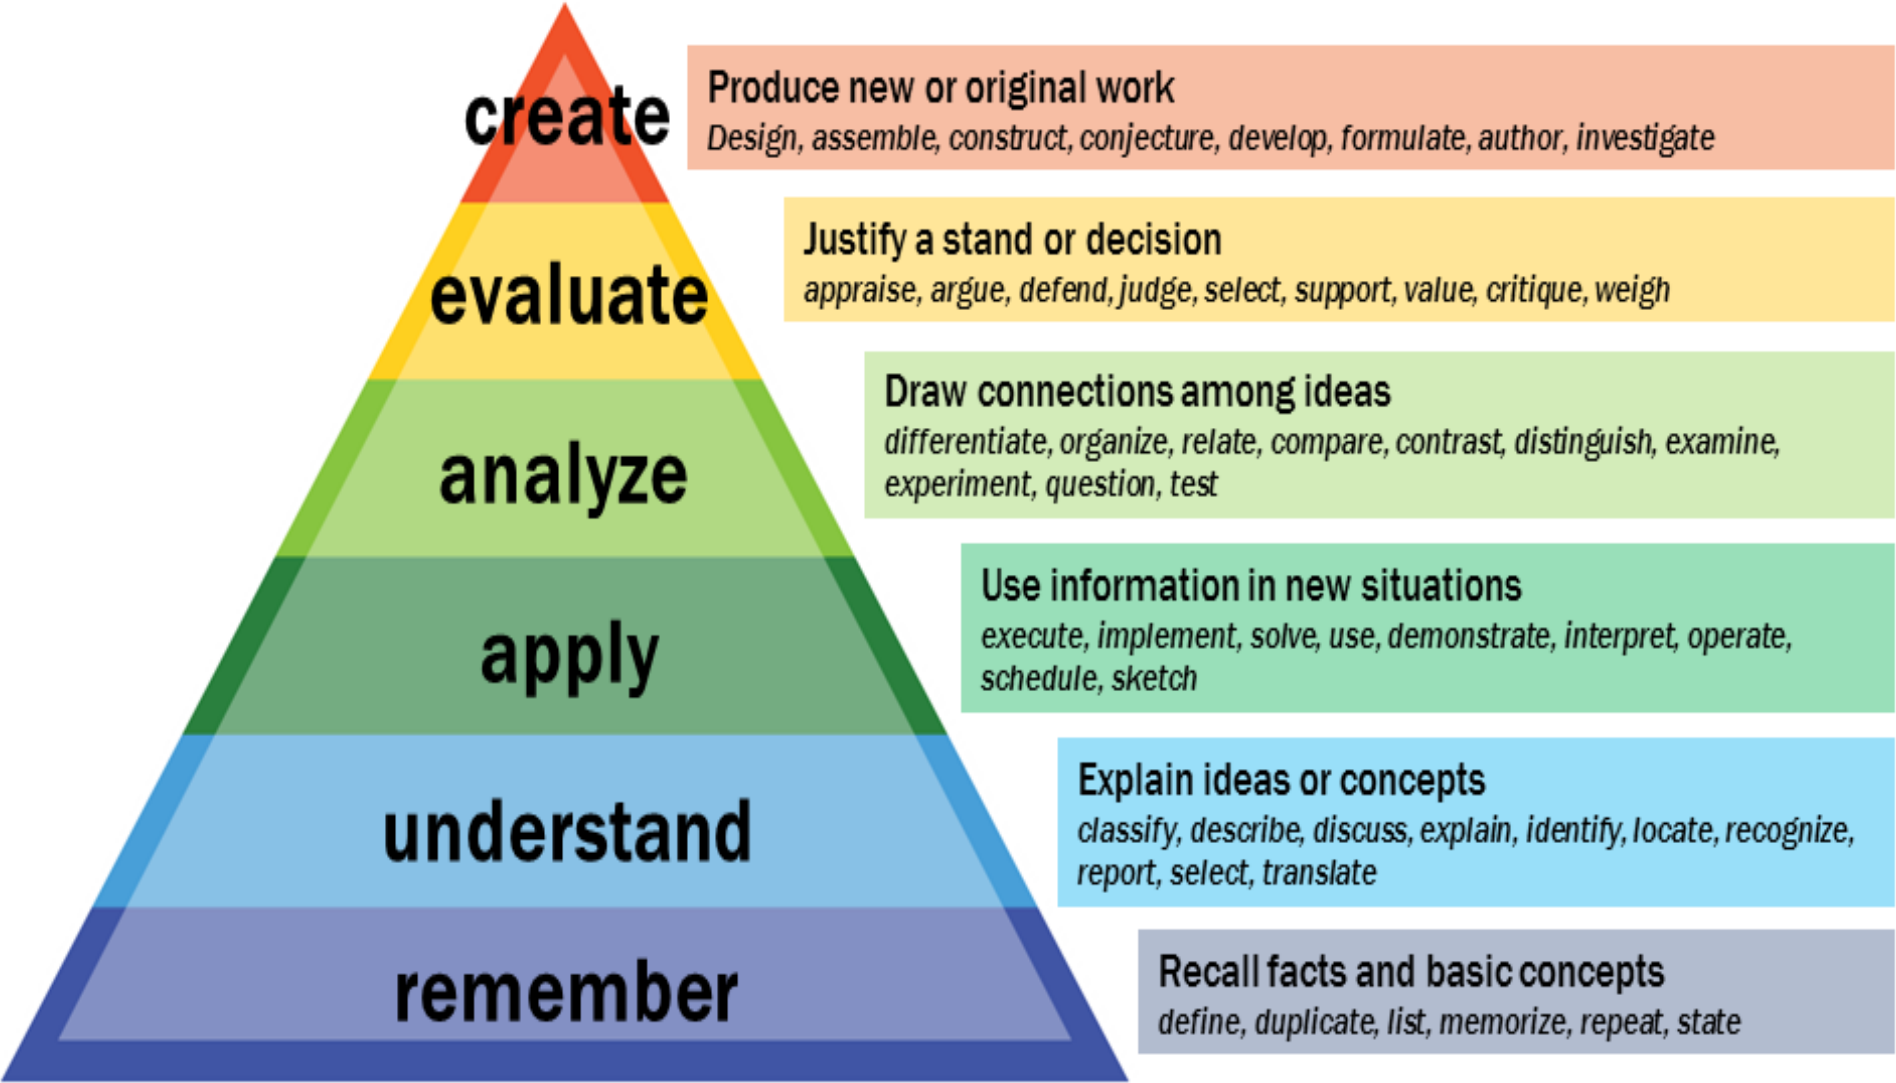 create
Produce new or original work
Design, assemble, construct, conjecture, develop, formulate, author, investigate
evaluate
Justify a stand or decision
appraise, argue, defend, judge, select, support, value, critique, weigh
analyze
Draw connections among ideas
differentiate, organize, relate, compare, contrast, distinguish, examine,
experiment, question, test
apply
Use information in new situations
execute, implement, solve, use, demonstrate, interpret, operate,
schedule, sketch
understand
Explain ideas or concepts
classify, describe, discuss, explain, identify, locate, recognize,
report, select, translate
remember
Recall facts and basic concepts
define, duplicate, list, memorize, repeat, state